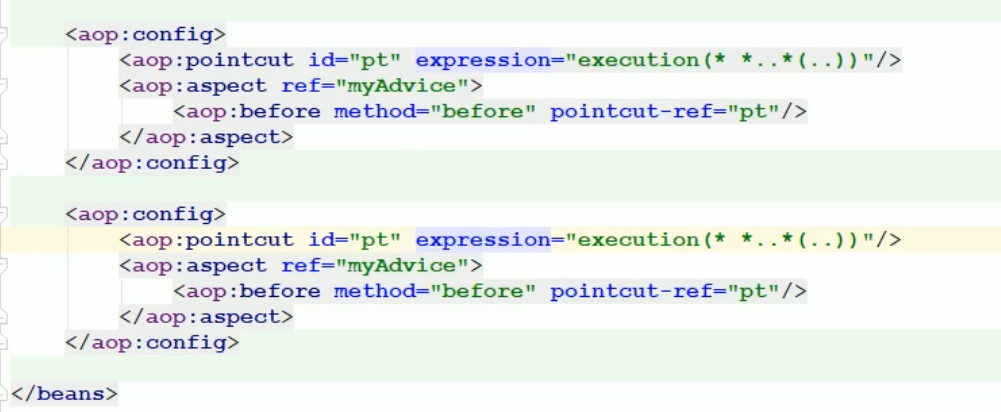 <aop:config>
<aop:pointcut id="pt" expression="execution(* *..*(..))"/>
<aop:aspect ref="myAdvice">
<aop:before method="before" pointcut-ref="pt"/>
</aop:aspect>
</aop:config>
<aop:config>
<aop:pointcut id="pt" expression="execution(* *..*(..))"/>
<aop:aspect ref="myAdvice">
<aop:before method="before" pointcut-ref="pt"/>
</aop:aspect>
</aop:config>
</beans>